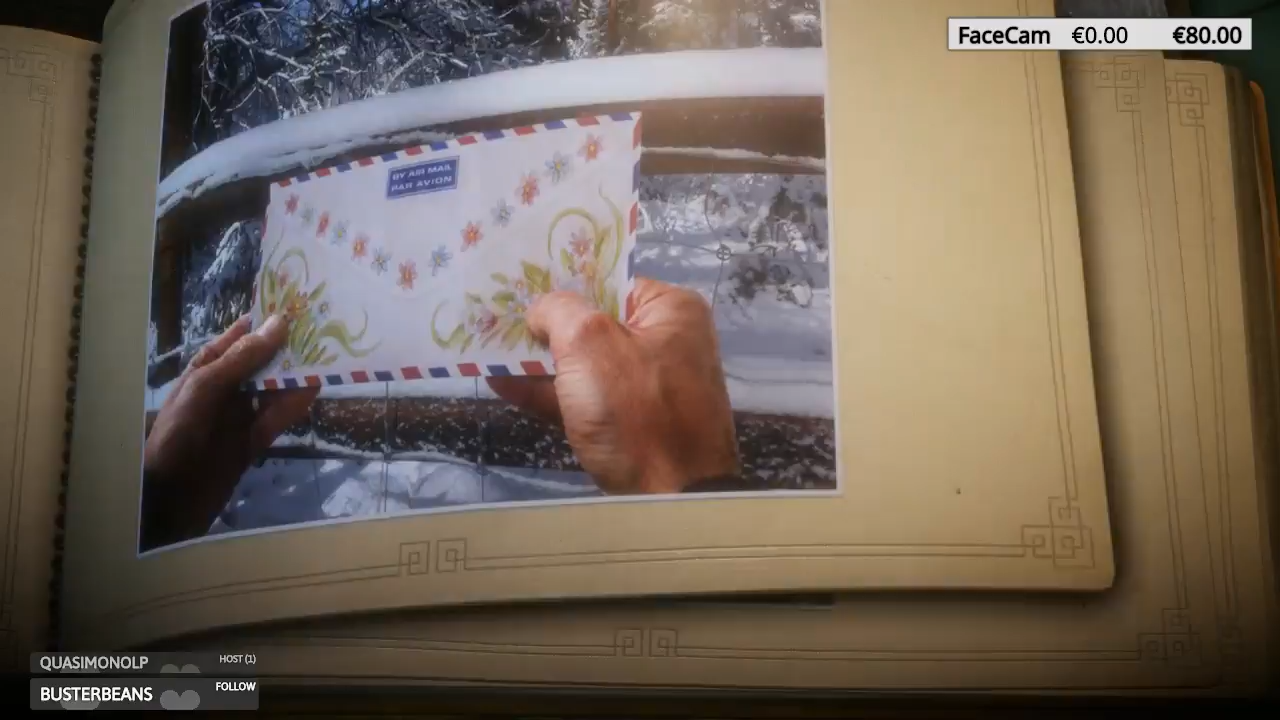 FaceCam €0.00 €80.00
BY AIR MAIL
PAR AVION
QUASIMONOLP HOST (1)
BUSTERBEANS FOLLOW